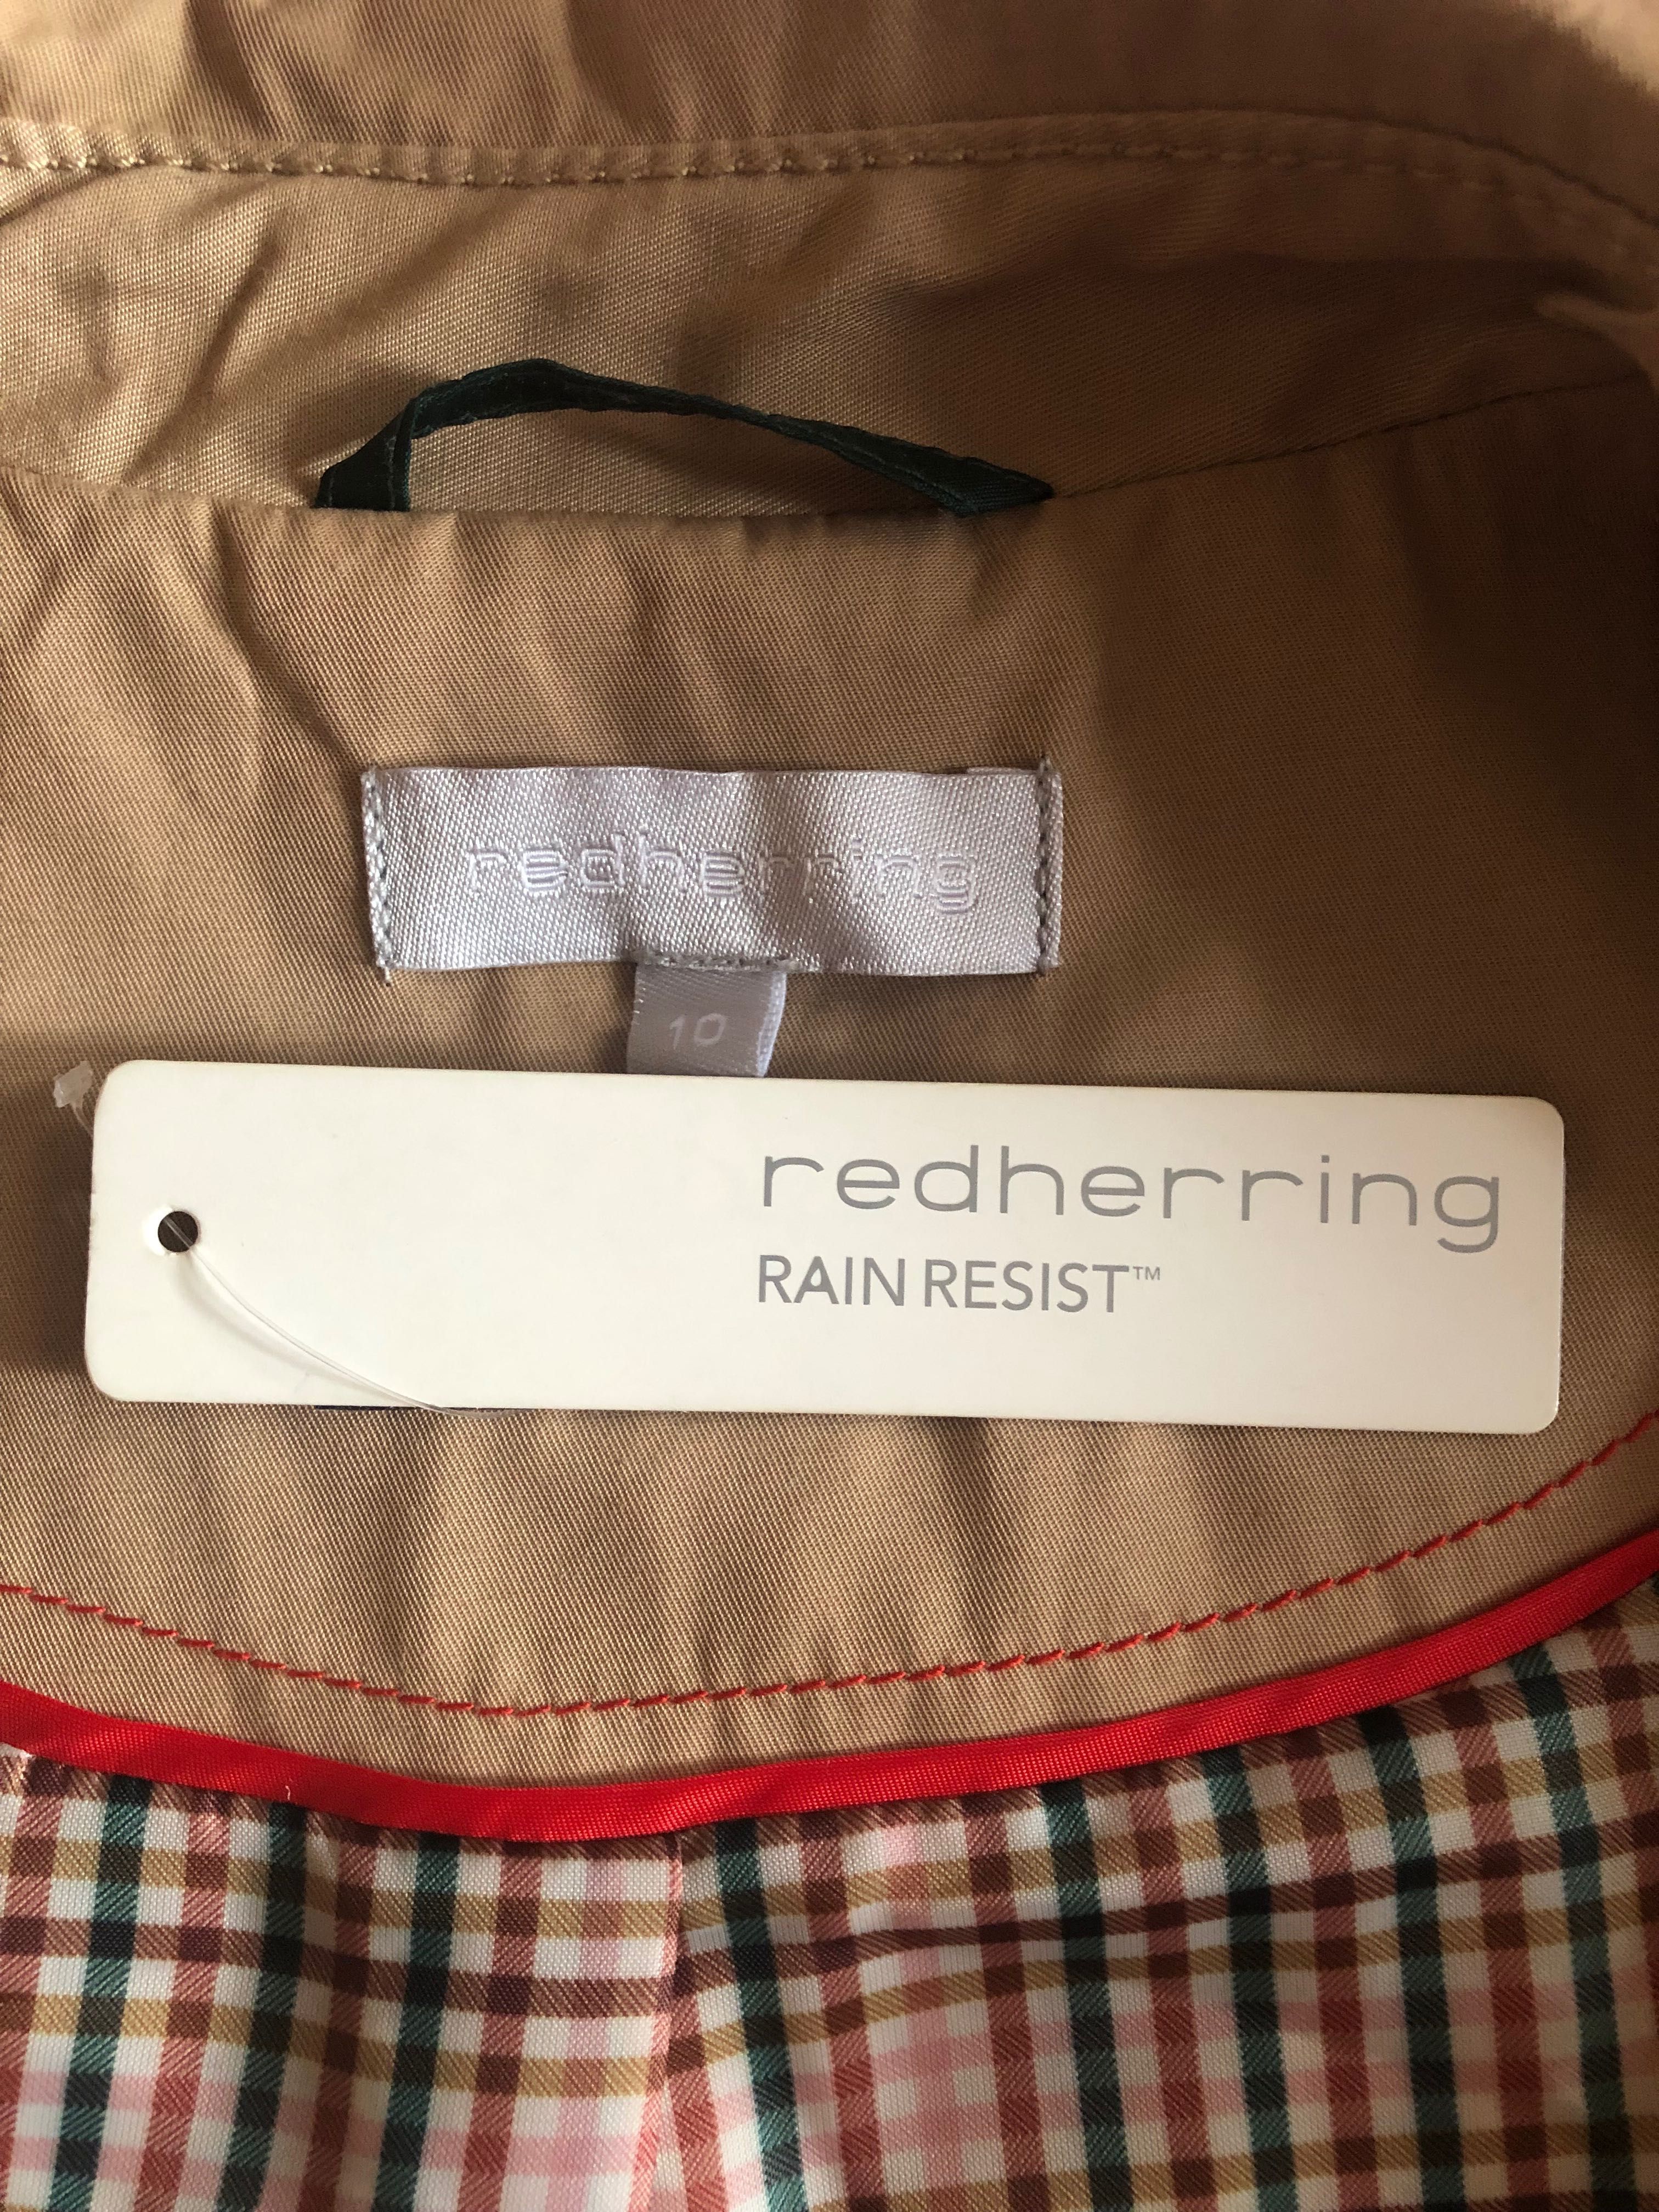 redherring
10
redherring
RAIN RESIST™